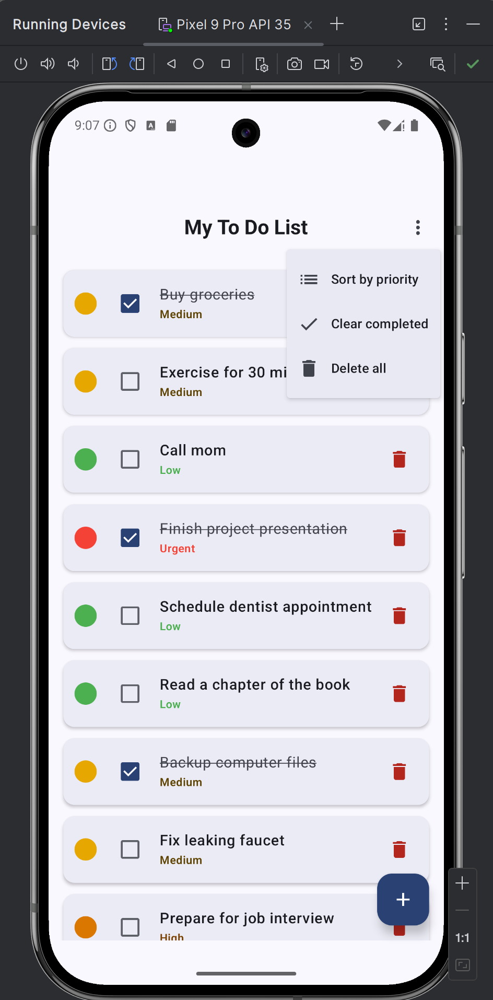 Running Devices
Pixel 9 Pro API 35
9:07
A
My To Do List
Sort by priority
Clear completed
Delete all
Buy groceries
Medium
Exercise for 30 mi
Medium
Call mom
Low
Finish project presentation
Urgent
Schedule dentist appointment
Low
Read a chapter of the book
Low
Backup computer files
Medium
Fix leaking faucet
Medium
Prepare for job interview
High
1:1